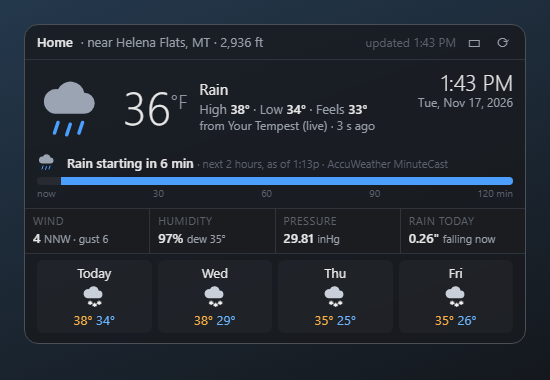 Home · near Helena Flats, MT · 2,936 ft
updated 1:43 PM
36°F
Rain
High 38° · Low 34° · Feels 33°
from Your Tempest (live) · 3 s ago
1:43 PM
Tue, Nov 17, 2026
Rain starting in 6 min · next 2 hours, as of 1:13p · AccuWeather MinuteCast
now 30 60 90 120 min
WIND
4 NNW · gust 6
HUMIDITY
97% dew 35°
PRESSURE
29.81 inHg
RAIN TODAY
0.26" falling now
Today
38° 34°
Wed
38° 29°
Thu
35° 25°
Fri
35° 26°